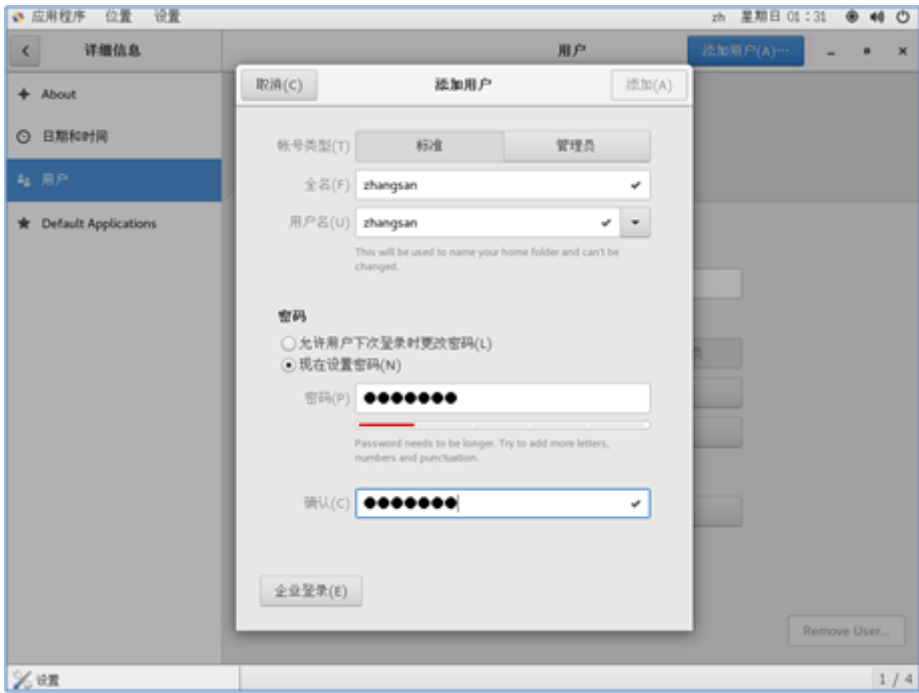 应用程序 位置 设置 zh 星期日 01:31
详细信息 用户 添加用户(A)…
About
日期和时间
用户
Default Applications
取消(C) 添加用户 添加(A)
帐号类型(T) 标准 管理员
全名(F) zhangsan
用户名(U) zhangsan
This will be used to name your home folder and can't be
changed.
密码
允许用户下次登录时更改密码(L)
现在设置密码(N)
密码(P)
Password needs to be longer. Try to add more letters,
numbers and punctuation.
确认(C)
企业登录(E)
Remove User...
设置 1 / 4